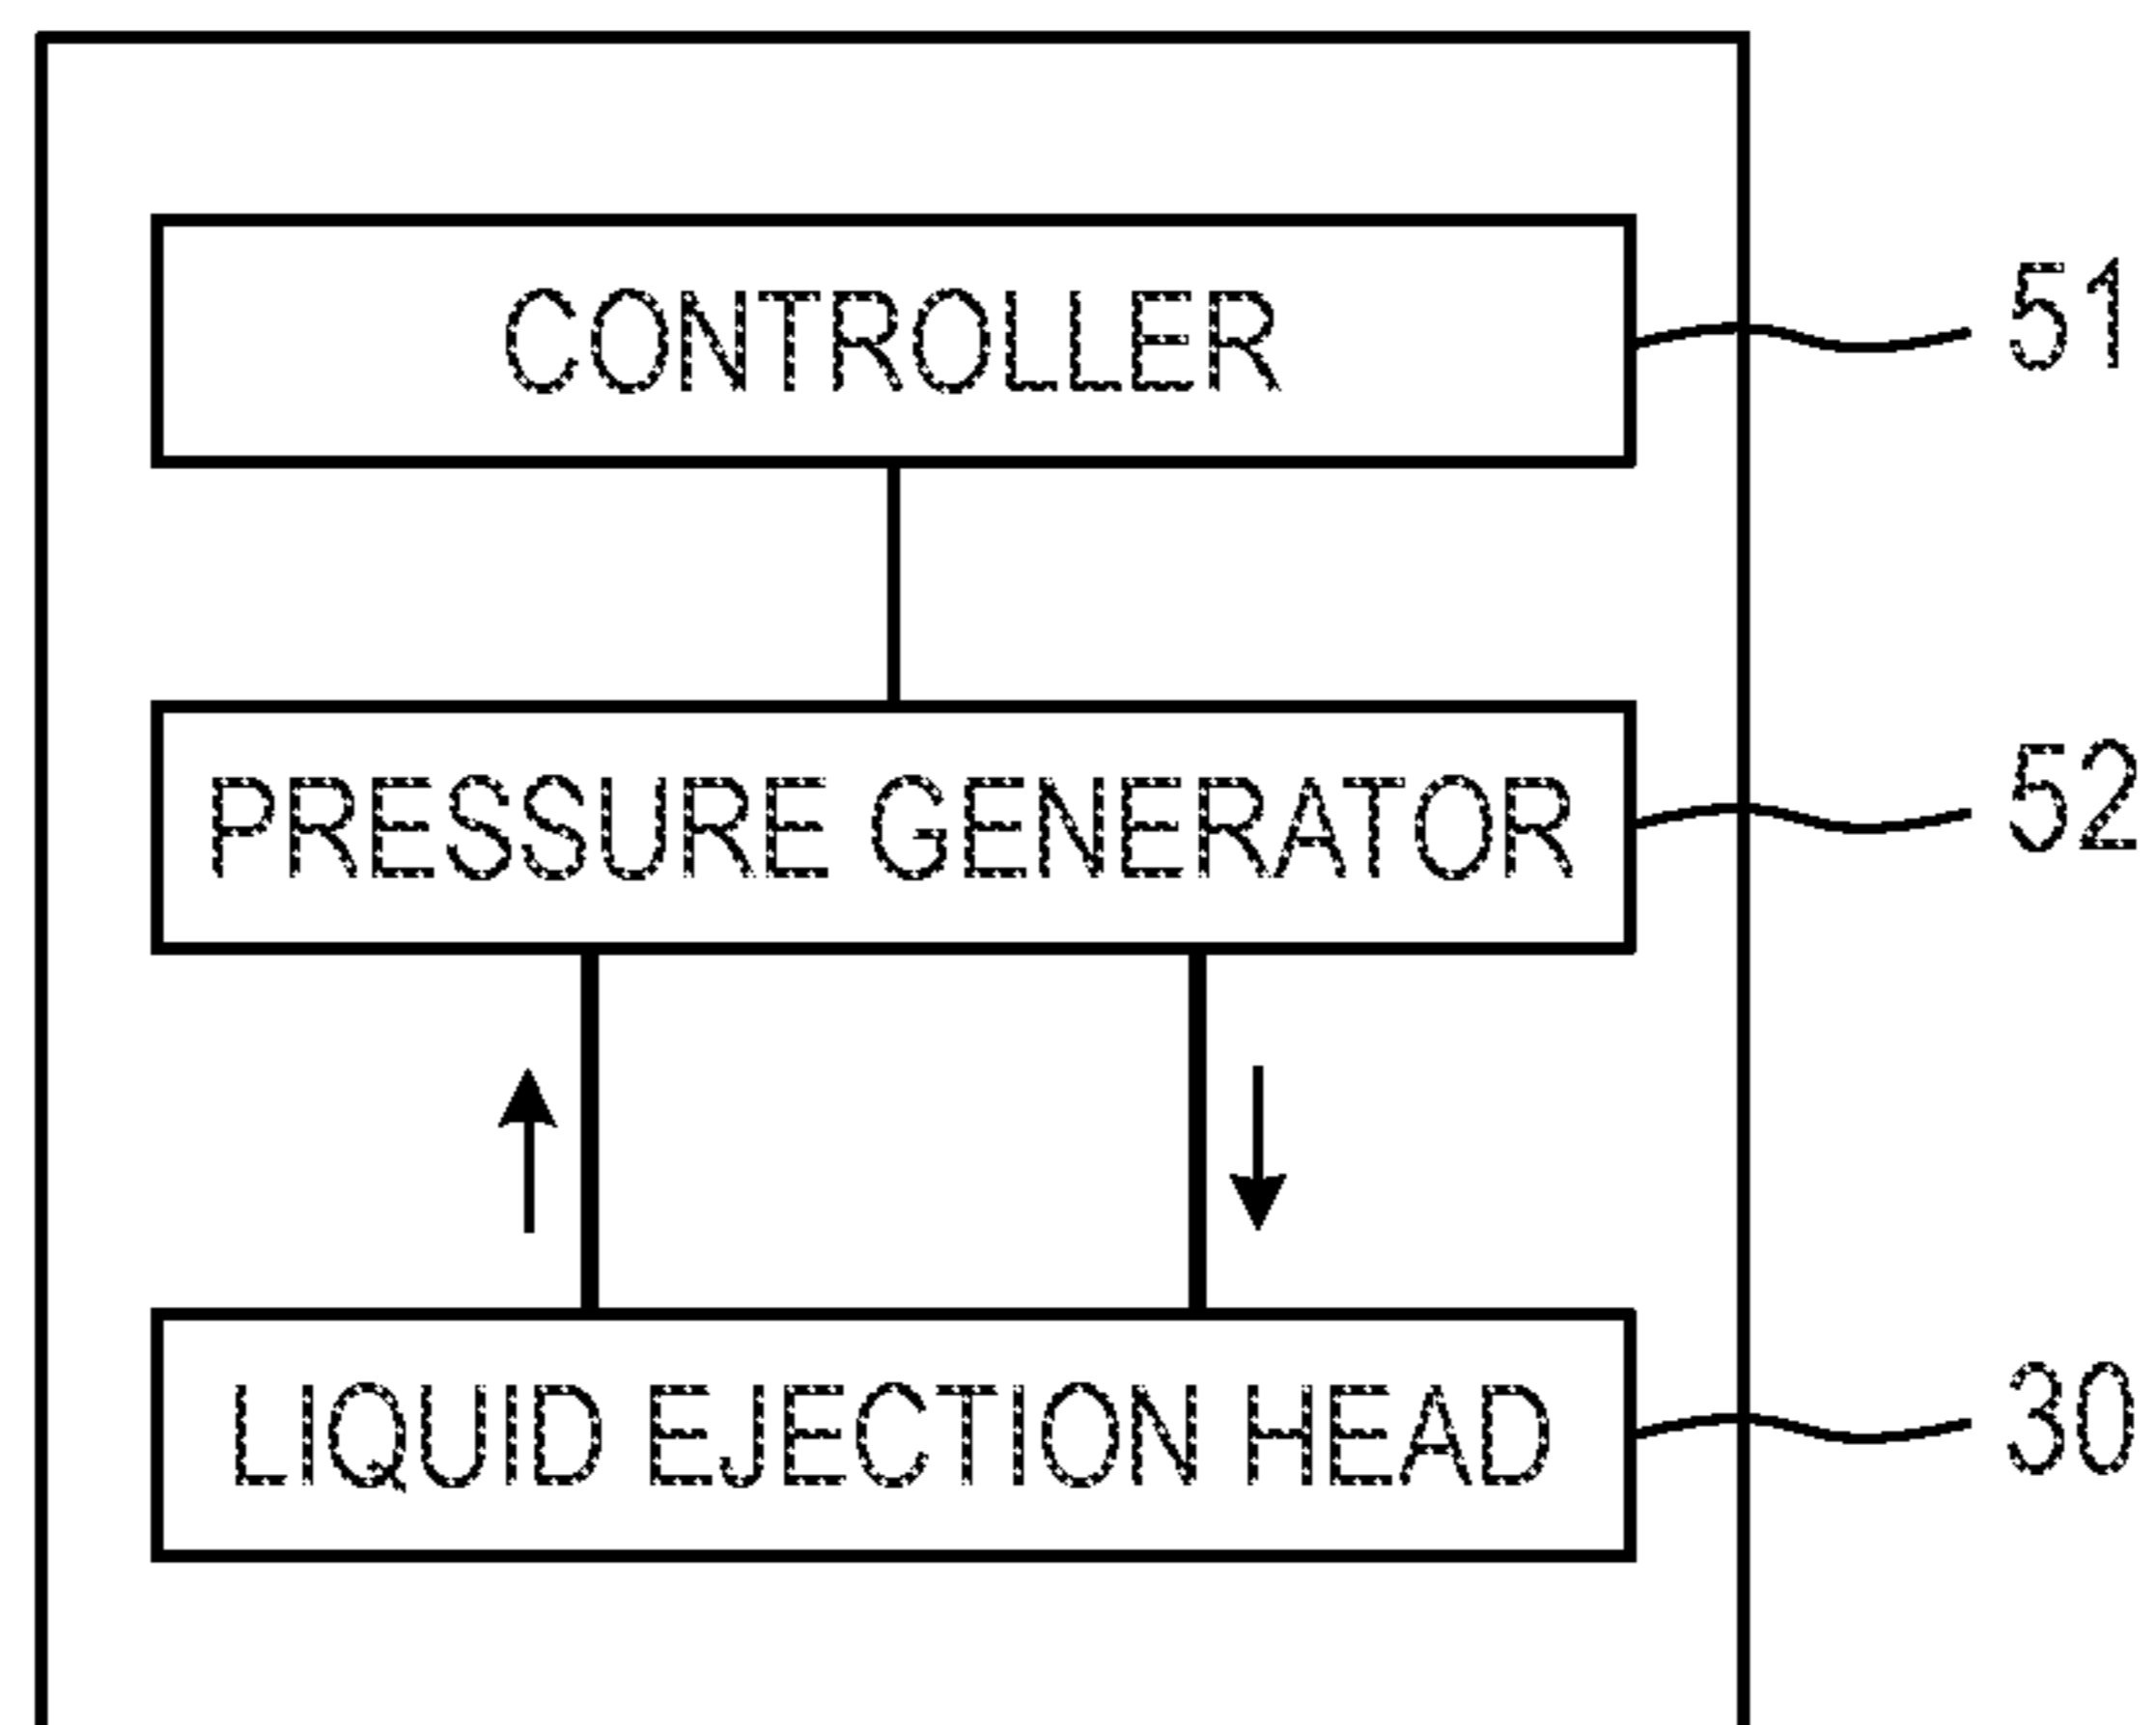 CONTROLLER
51
PRESSURE GENERATOR
52
LIQUID EJECTION HEAD
30